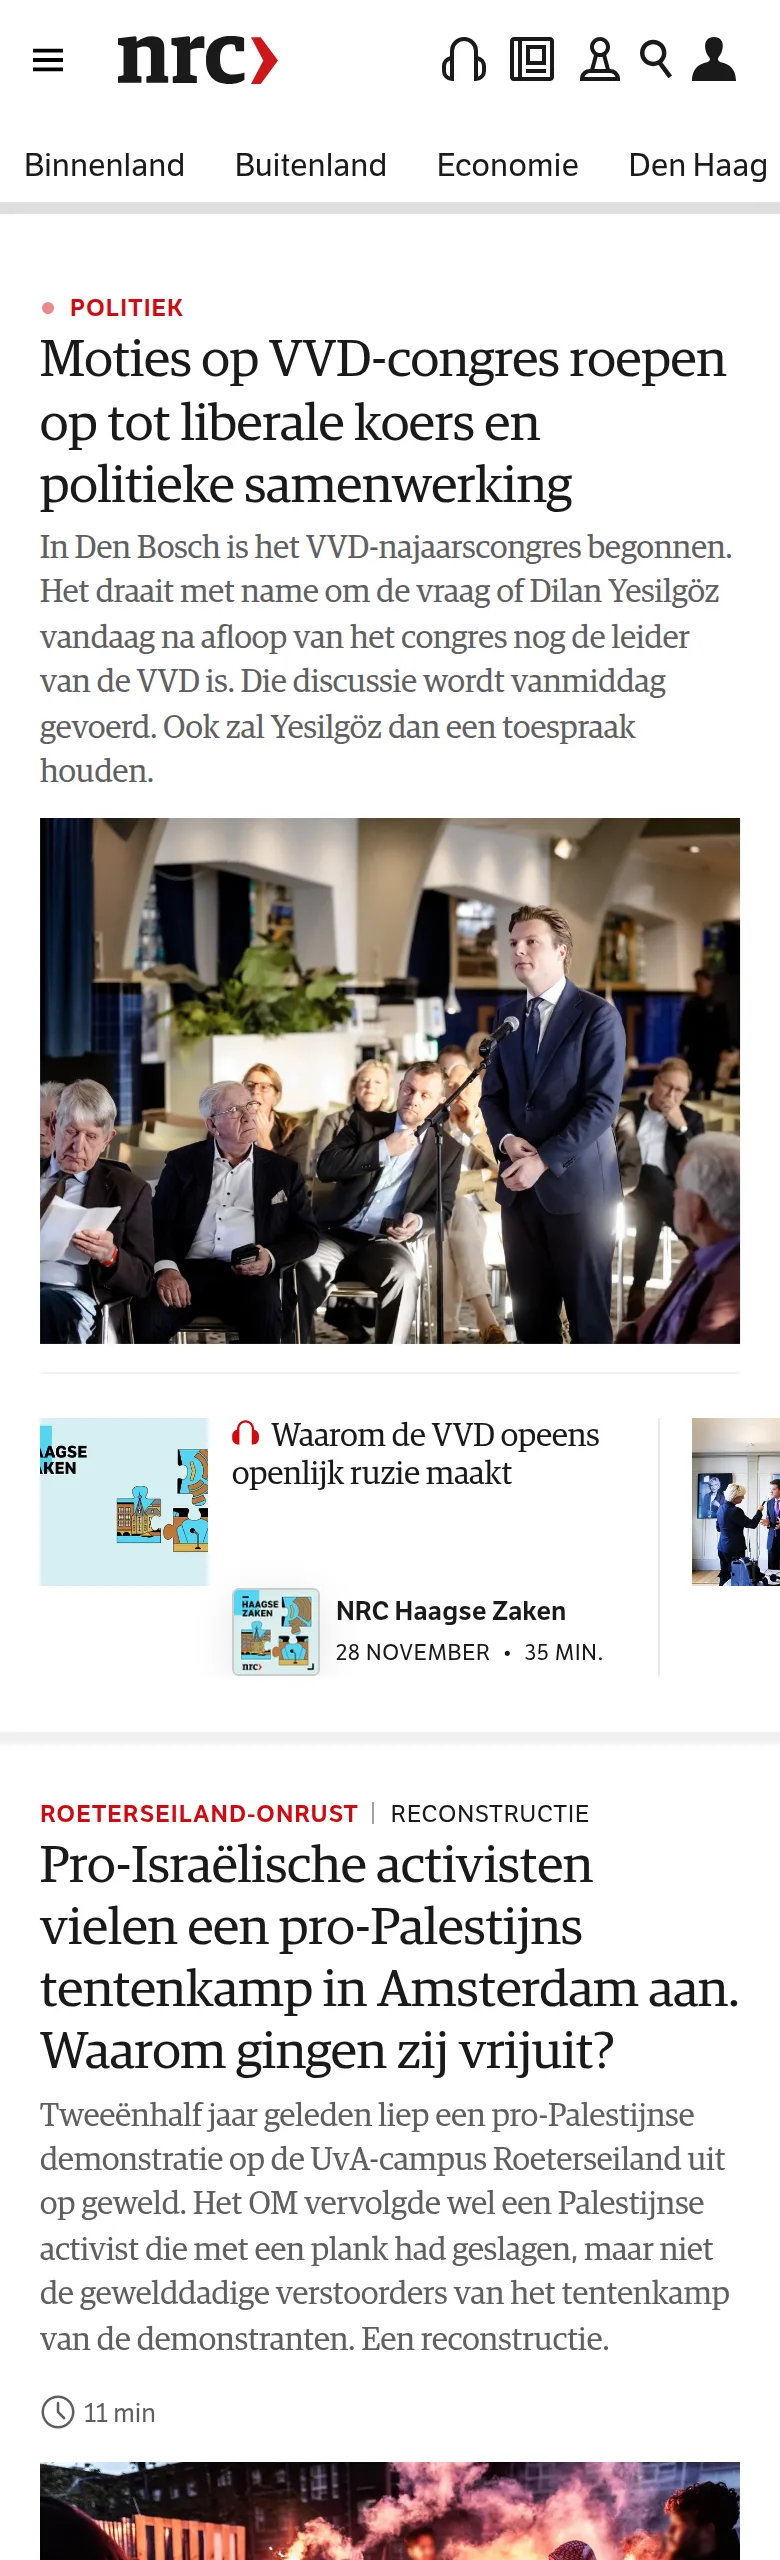 nrc
Binnenland Buitenland Economie Den Haag
POLITIEK
Moties op VVD-congres roepen
op tot liberale koers en
politieke samenwerking
In Den Bosch is het VVD-najaarscongres begonnen.
Het draait met name om de vraag of Dilan Yesilgöz
vandaag na afloop van het congres nog de leider
van de VVD is. Die discussie wordt vanmiddag
gevoerd. Ook zal Yesilgöz dan een toespraak
houden.
AAGSE
KEN
Waarom de VVD opeens
openlijk ruzie maakt
HAAGSE
ZAKEN
nrc
NRC Haagse Zaken
28 NOVEMBER • 35 MIN.
ROETERSEILAND-ONRUST | RECONSTRUCTIE
Pro-Israëlische activisten
vielen een pro-Palestijns
tentenkamp in Amsterdam aan.
Waarom gingen zij vrijuit?
Tweeënhalf jaar geleden liep een pro-Palestijnse
demonstratie op de UvA-campus Roeterseiland uit
op geweld. Het OM vervolgde wel een Palestijnse
activist die met een plank had geslagen, maar niet
de gewelddadige verstoorders van het tentenkamp
van de demonstranten. Een reconstructie.
11 min